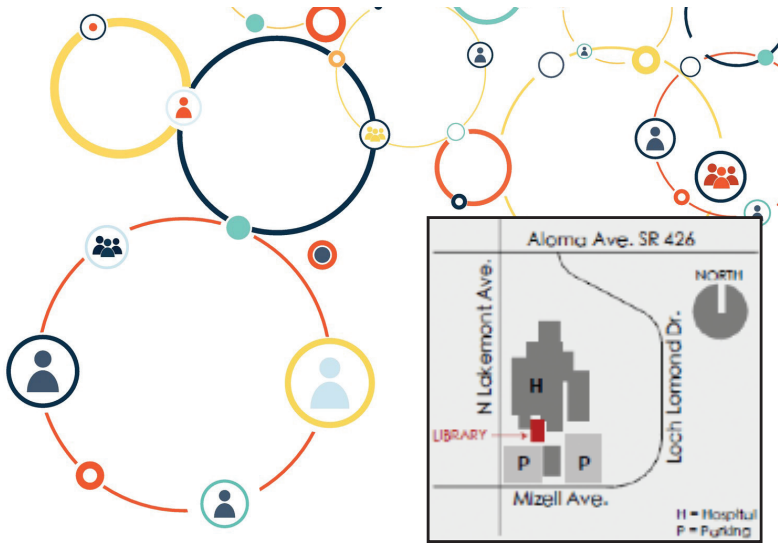 Aloma Ave. SR 426
NORTH
N Lakemont Ave.
Loch Lomond Dr.
H
LIBRARY
P
P
Mizell Ave.
H = Hospital
P = Parking